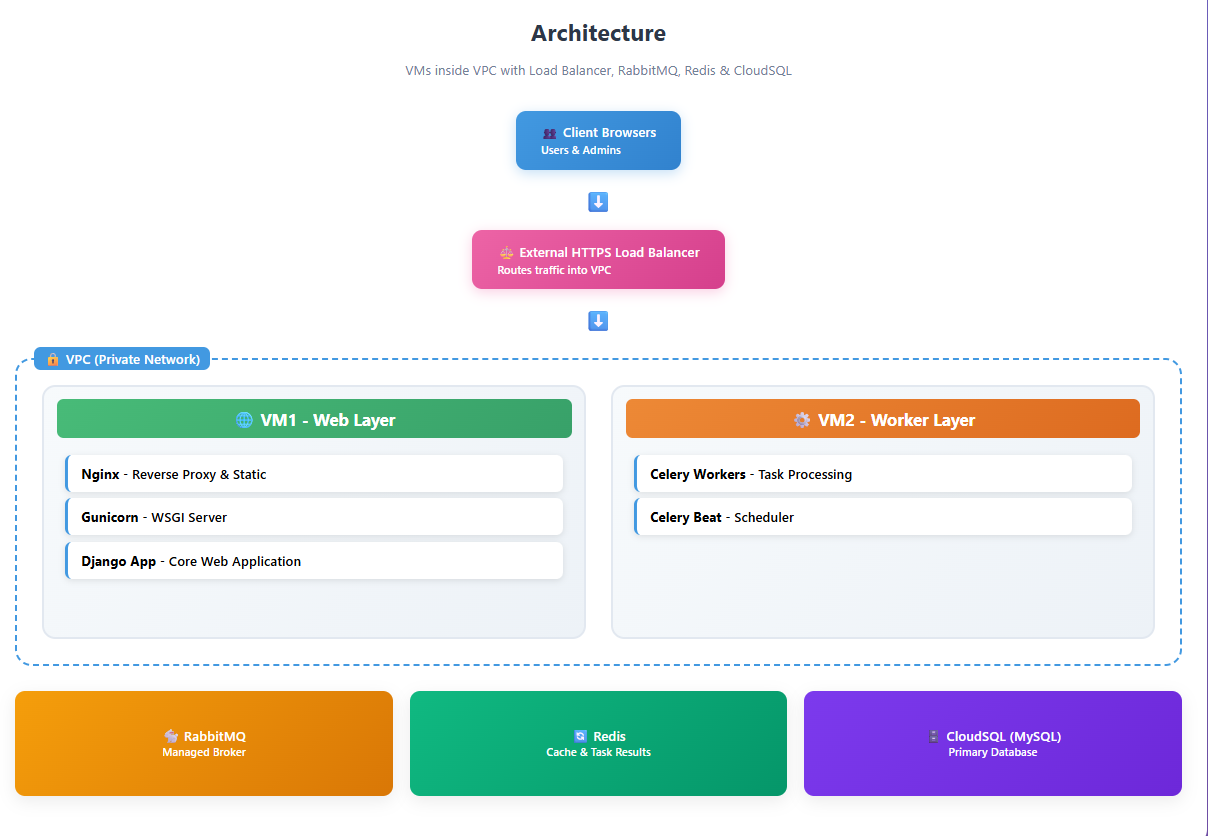 Architecture
VMs inside VPC with Load Balancer, RabbitMQ, Redis & CloudSQL
Client Browsers
Users & Admins
External HTTPS Load Balancer
Routes traffic into VPC
VPC (Private Network)
VM1 - Web Layer
Nginx - Reverse Proxy & Static
Gunicorn - WSGI Server
Django App - Core Web Application
VM2 - Worker Layer
Celery Workers - Task Processing
Celery Beat - Scheduler
RabbitMQ
Managed Broker
Redis
Cache & Task Results
CloudSQL (MySQL)
Primary Database